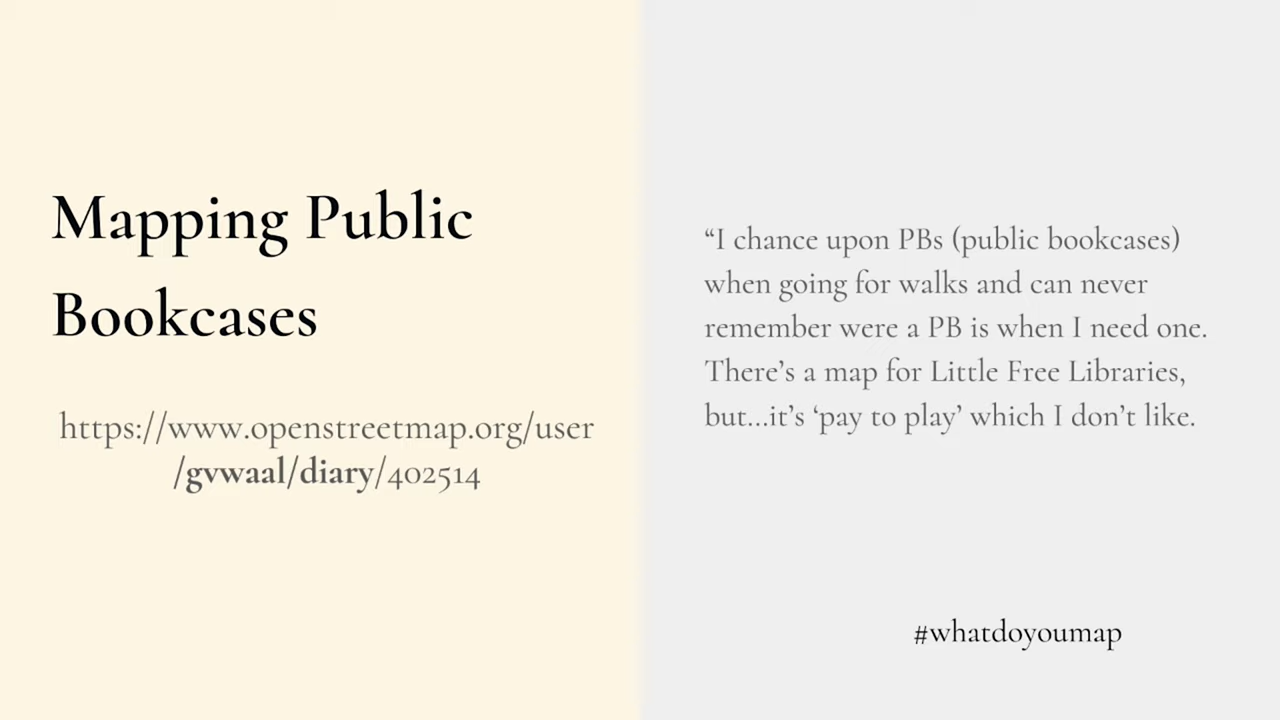 Mapping Public
Bookcases
https://www.openstreetmap.org/user
/gvwaal/diary/402514
“I chance upon PBs (public bookcases)
when going for walks and can never
remember were a PB is when I need one.
There’s a map for Little Free Libraries,
but...it’s ‘pay to play’ which I don’t like.
#whatdoyoumap